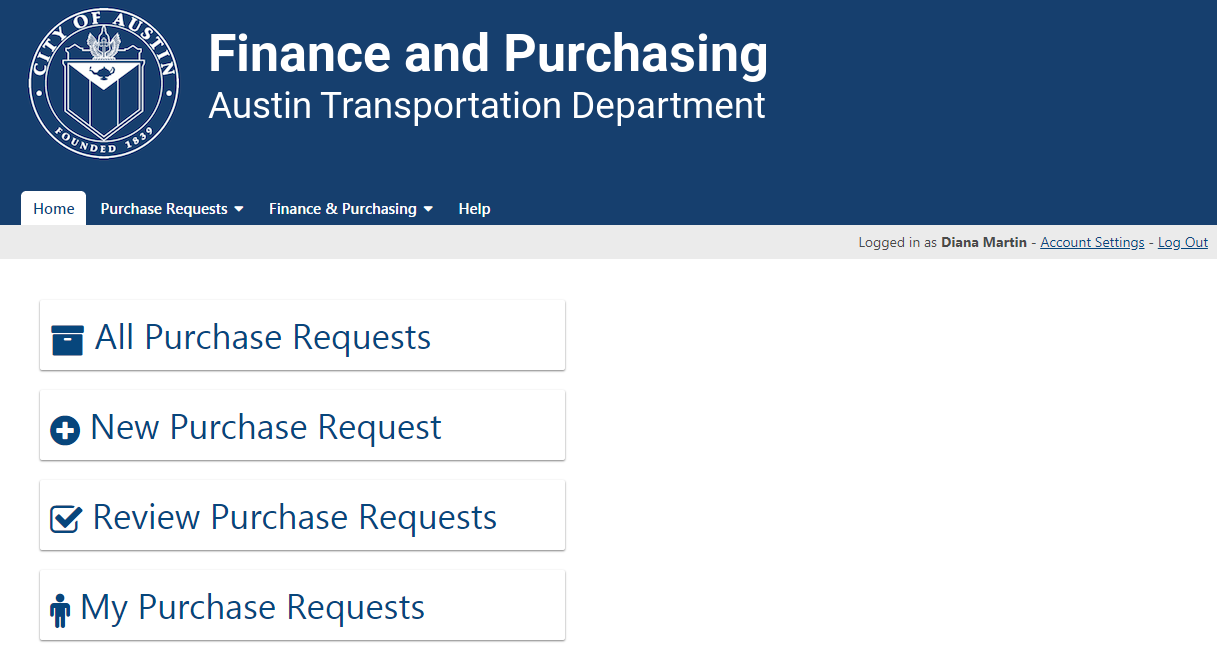 CITY OF AUSTIN
FOUNDED 1839
Finance and Purchasing
Austin Transportation Department
Home Purchase Requests Finance & Purchasing Help
Logged in as Diana Martin - Account Settings - Log Out
All Purchase Requests
New Purchase Request
Review Purchase Requests
My Purchase Requests